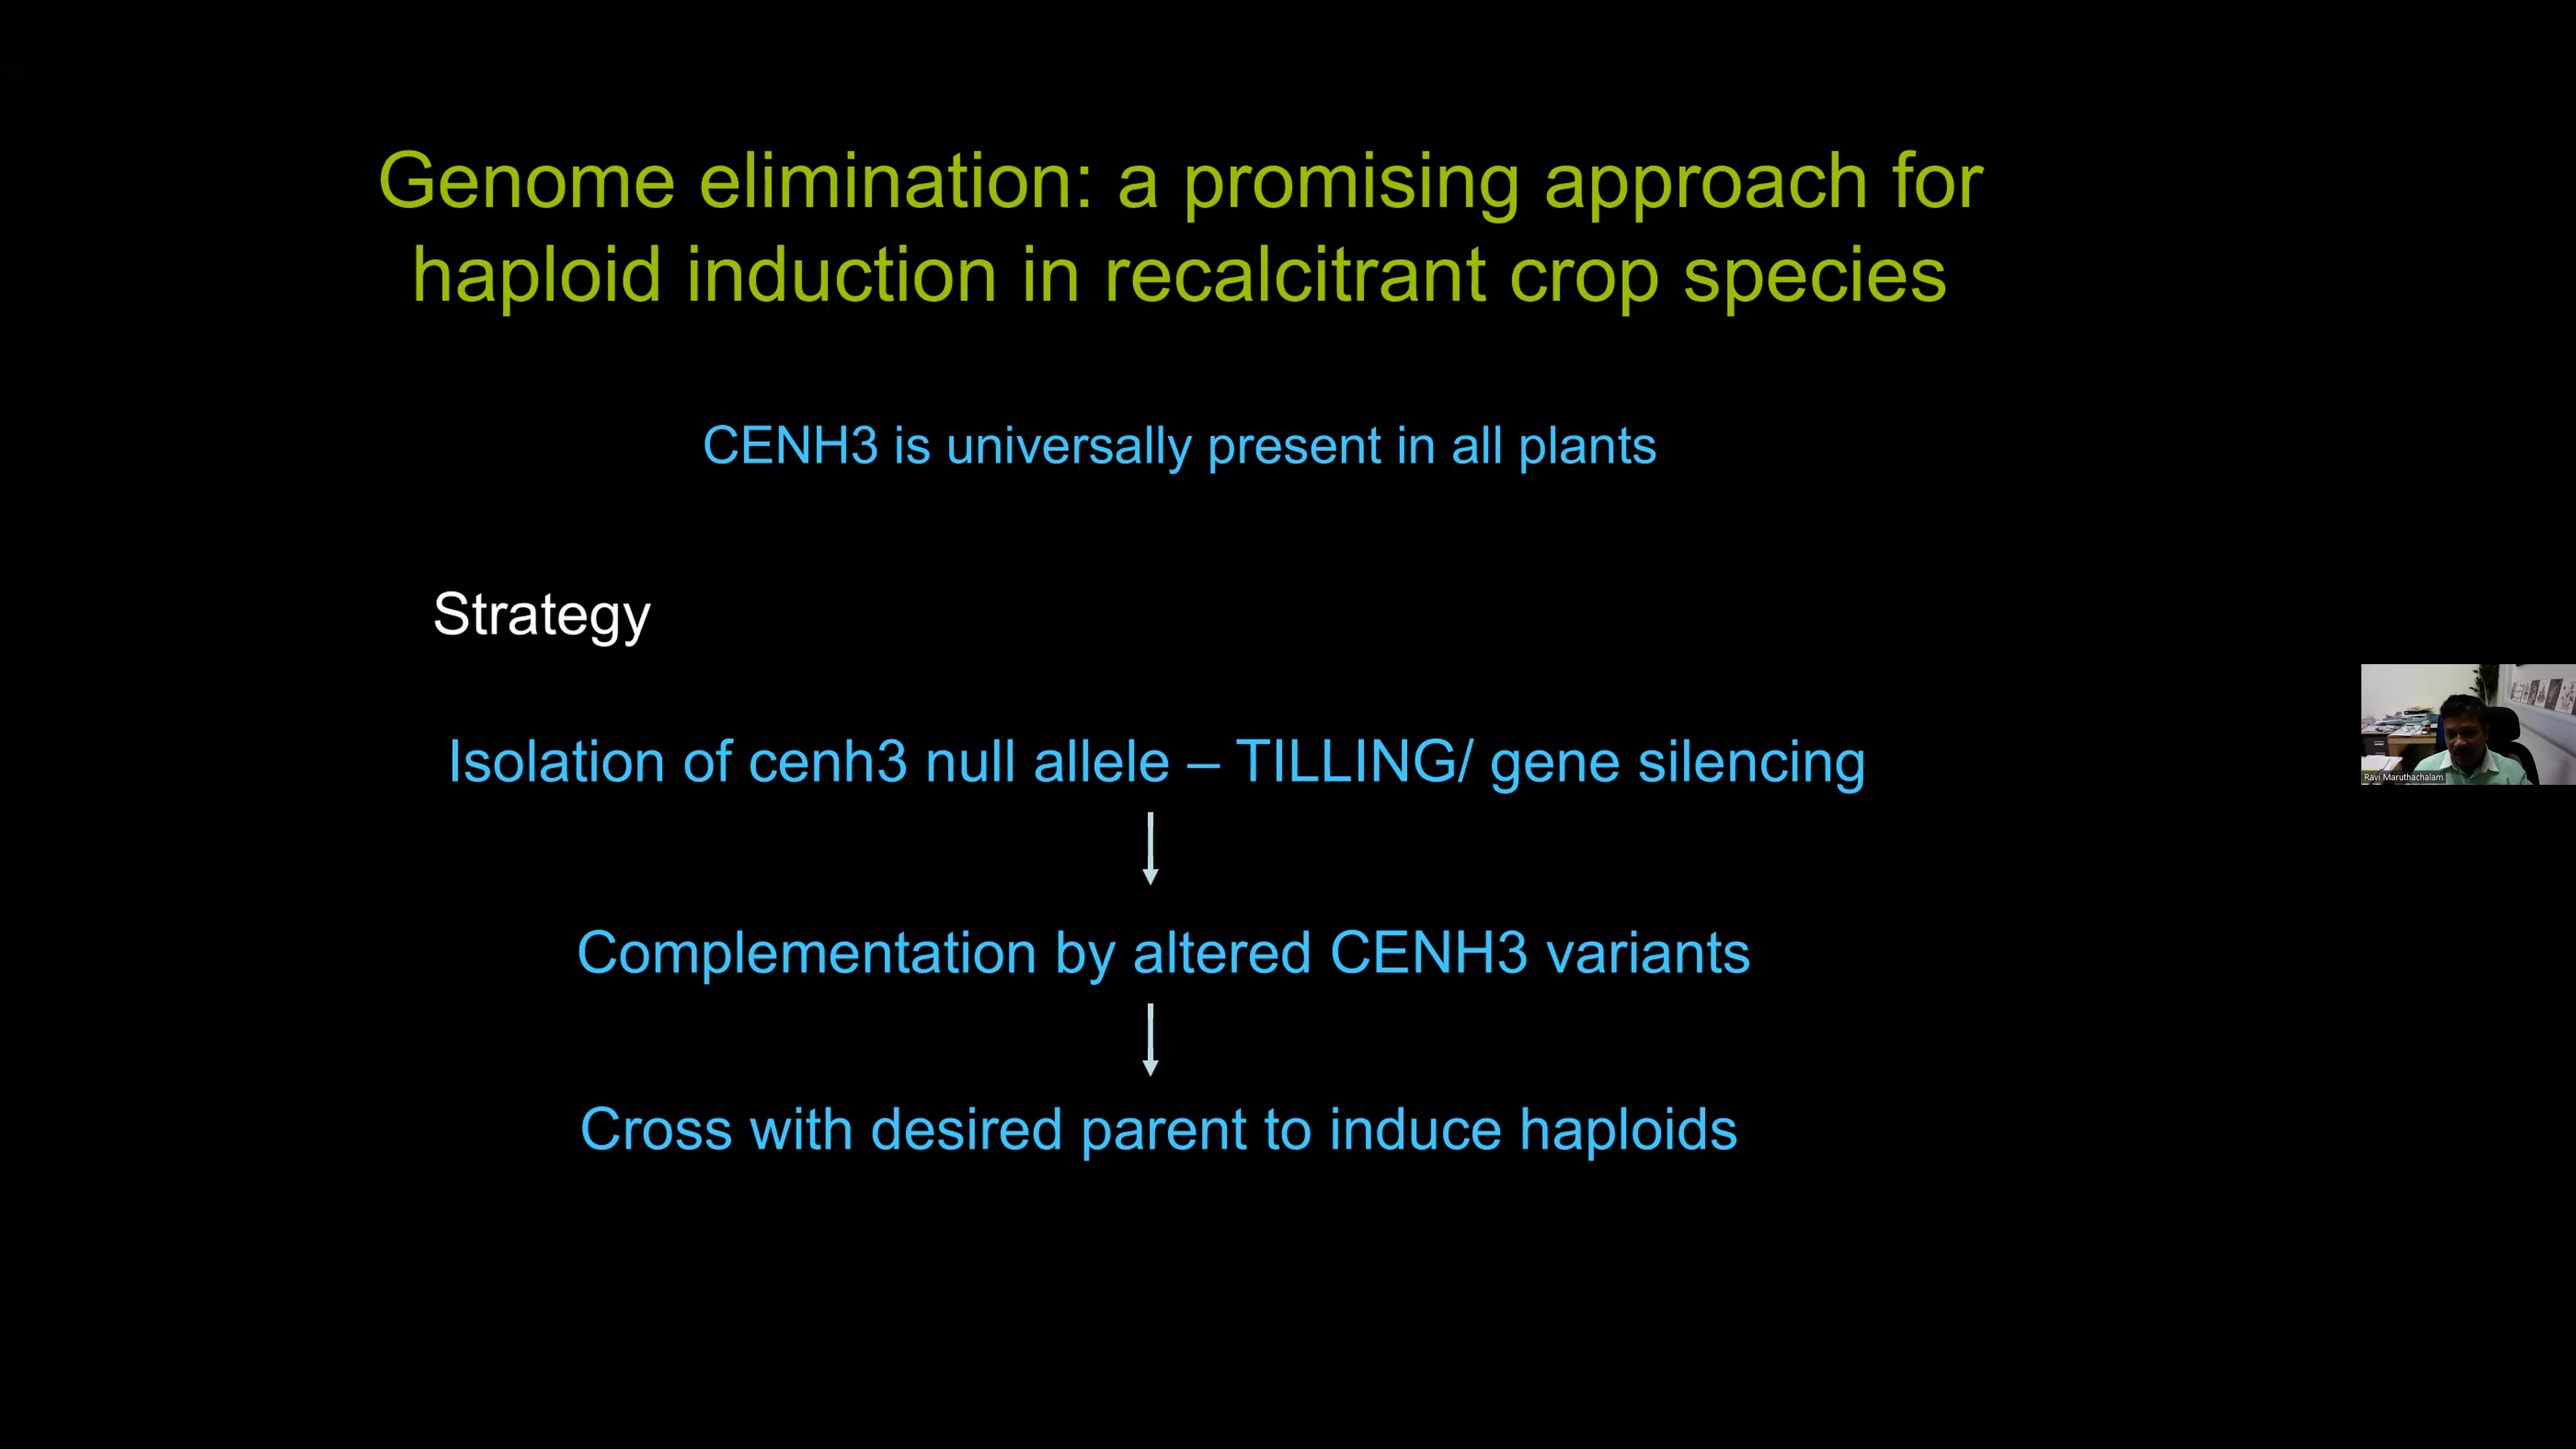 Genome elimination: a promising approach for
haploid induction in recalcitrant crop species
CENH3 is universally present in all plants
Strategy
Isolation of cenh3 null allele – TILLING/ gene silencing
Complementation by altered CENH3 variants
Cross with desired parent to induce haploids
Ravi Maruthachalam